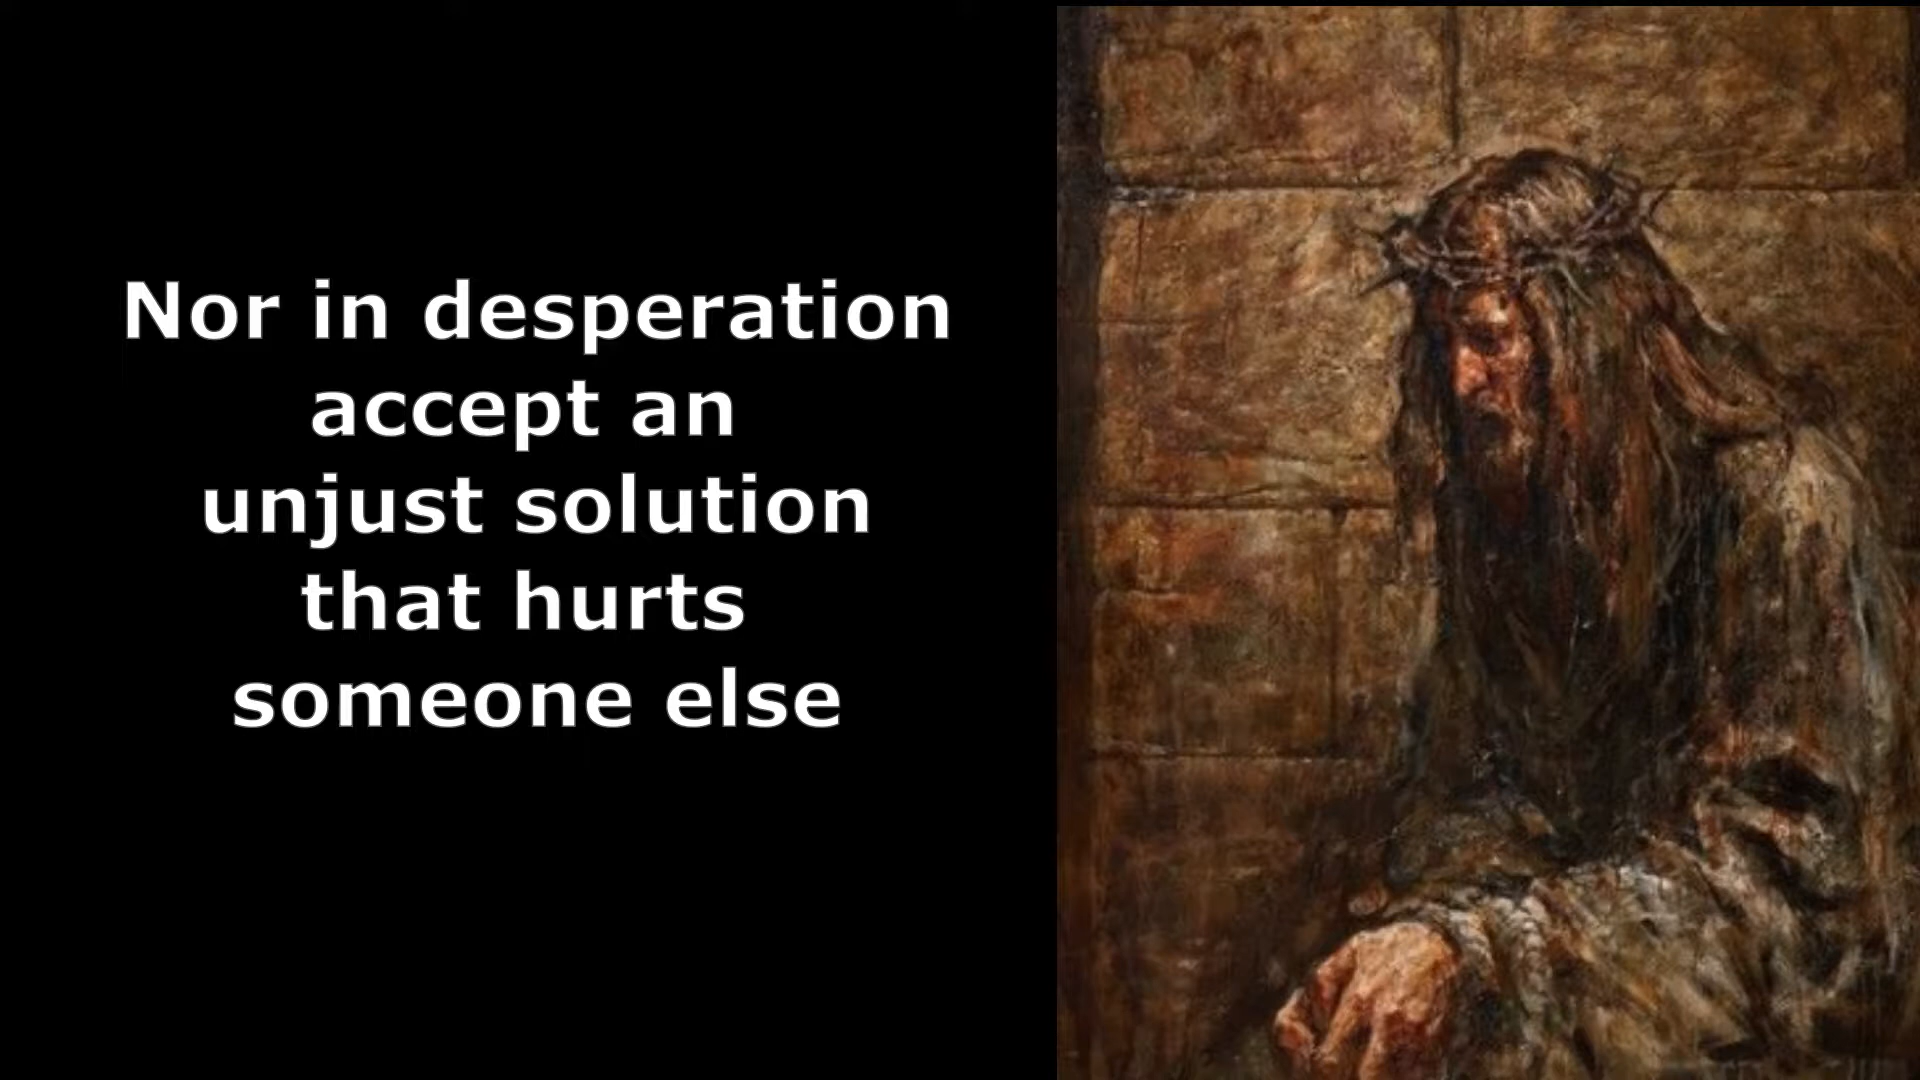 Nor in desperation
accept an
unjust solution
that hurts
someone else